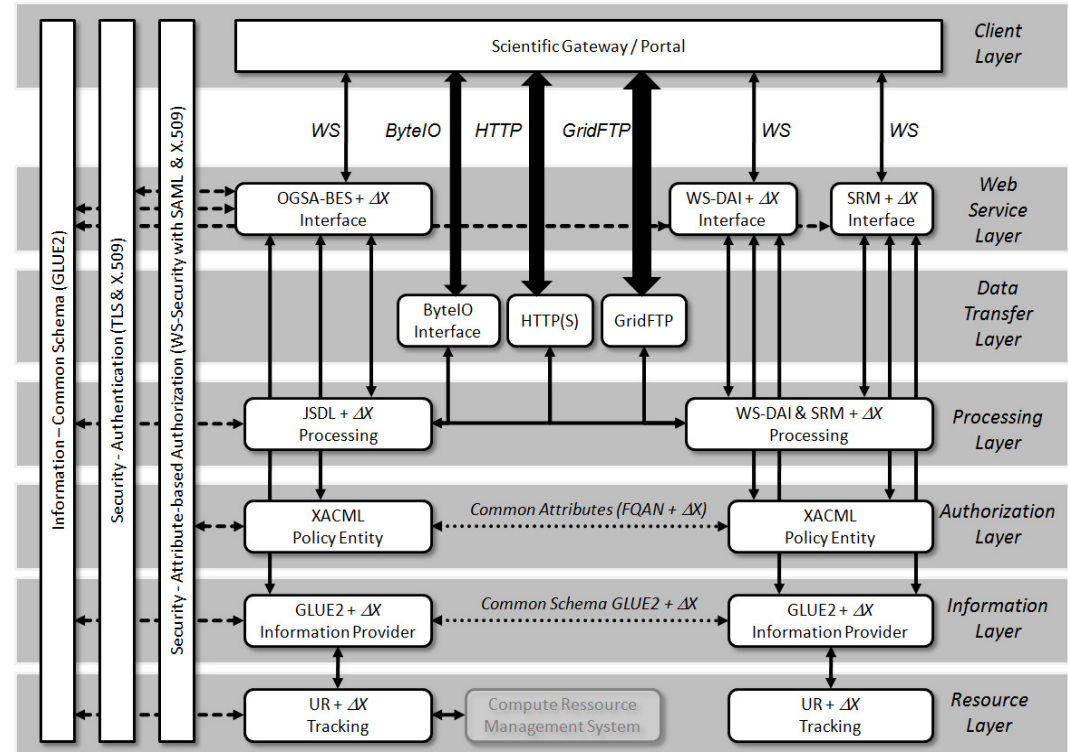 Information – Common Schema (GLUE2)
Security - Authentication (TLS & X.509)
Security - Attribute-based Authorization (WS-Security with SAML & X.509)
Scientific Gateway / Portal
Client
Layer
WS
ByteIO
HTTP
GridFTP
WS
WS
OGSA-BES + ΔX
Interface
WS-DAI + ΔX
Interface
SRM + ΔX
Interface
Web
Service
Layer
ByteIO
Interface
HTTP(S)
GridFTP
Data
Transfer
Layer
JSDL + ΔX
Processing
WS-DAI & SRM + ΔX
Processing
Processing
Layer
XACML
Policy Entity
Common Attributes (FQAN + ΔX)
XACML
Policy Entity
Authorization
Layer
GLUE2 + ΔX
Information Provider
Common Schema GLUE2 + ΔX
GLUE2 + ΔX
Information Provider
Information
Layer
UR + ΔX
Tracking
Compute Ressource
Management System
UR + ΔX
Tracking
Resource
Layer